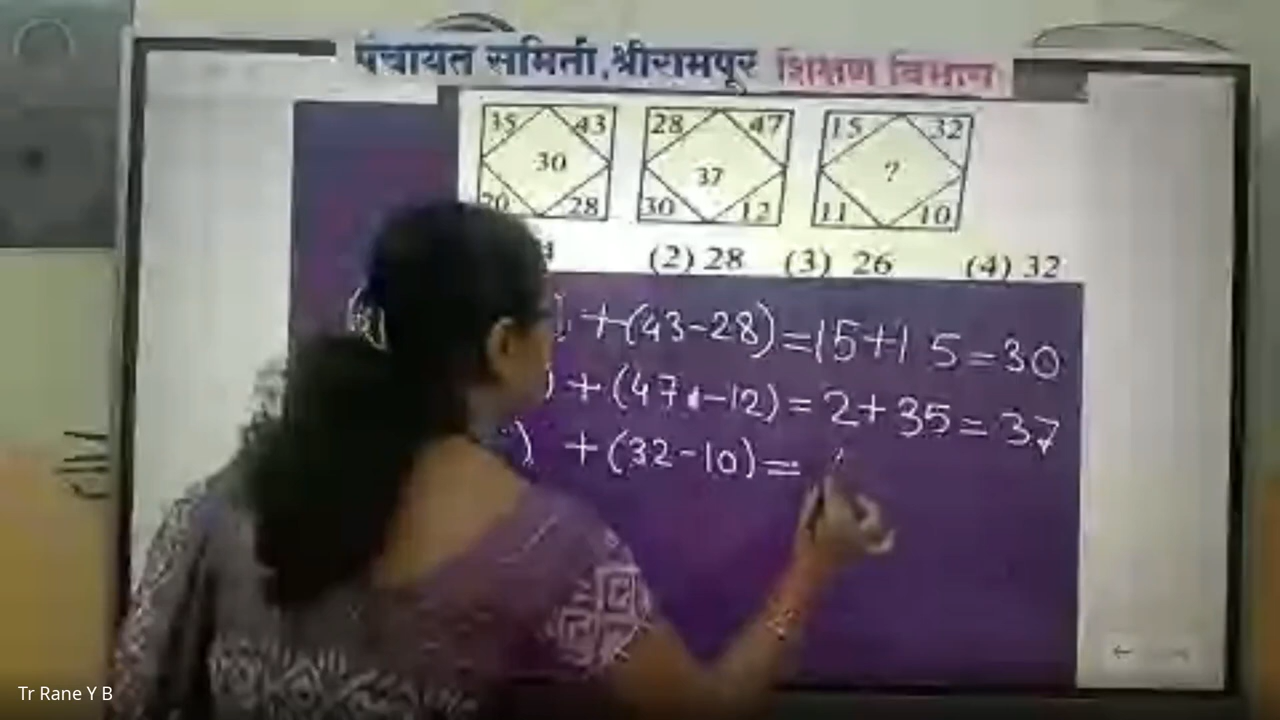 पंचायत समिती,श्रीरामपूर शिक्षण विभाग
35 43 28 47 15 32
30 37 ?
20 28 30 12 11 10
(2) 28 (3) 26 (4) 32
+(43-28)=15+15=30
)+(47-12)=2+35=37
) +(32-10)=
Tr Rane Y B